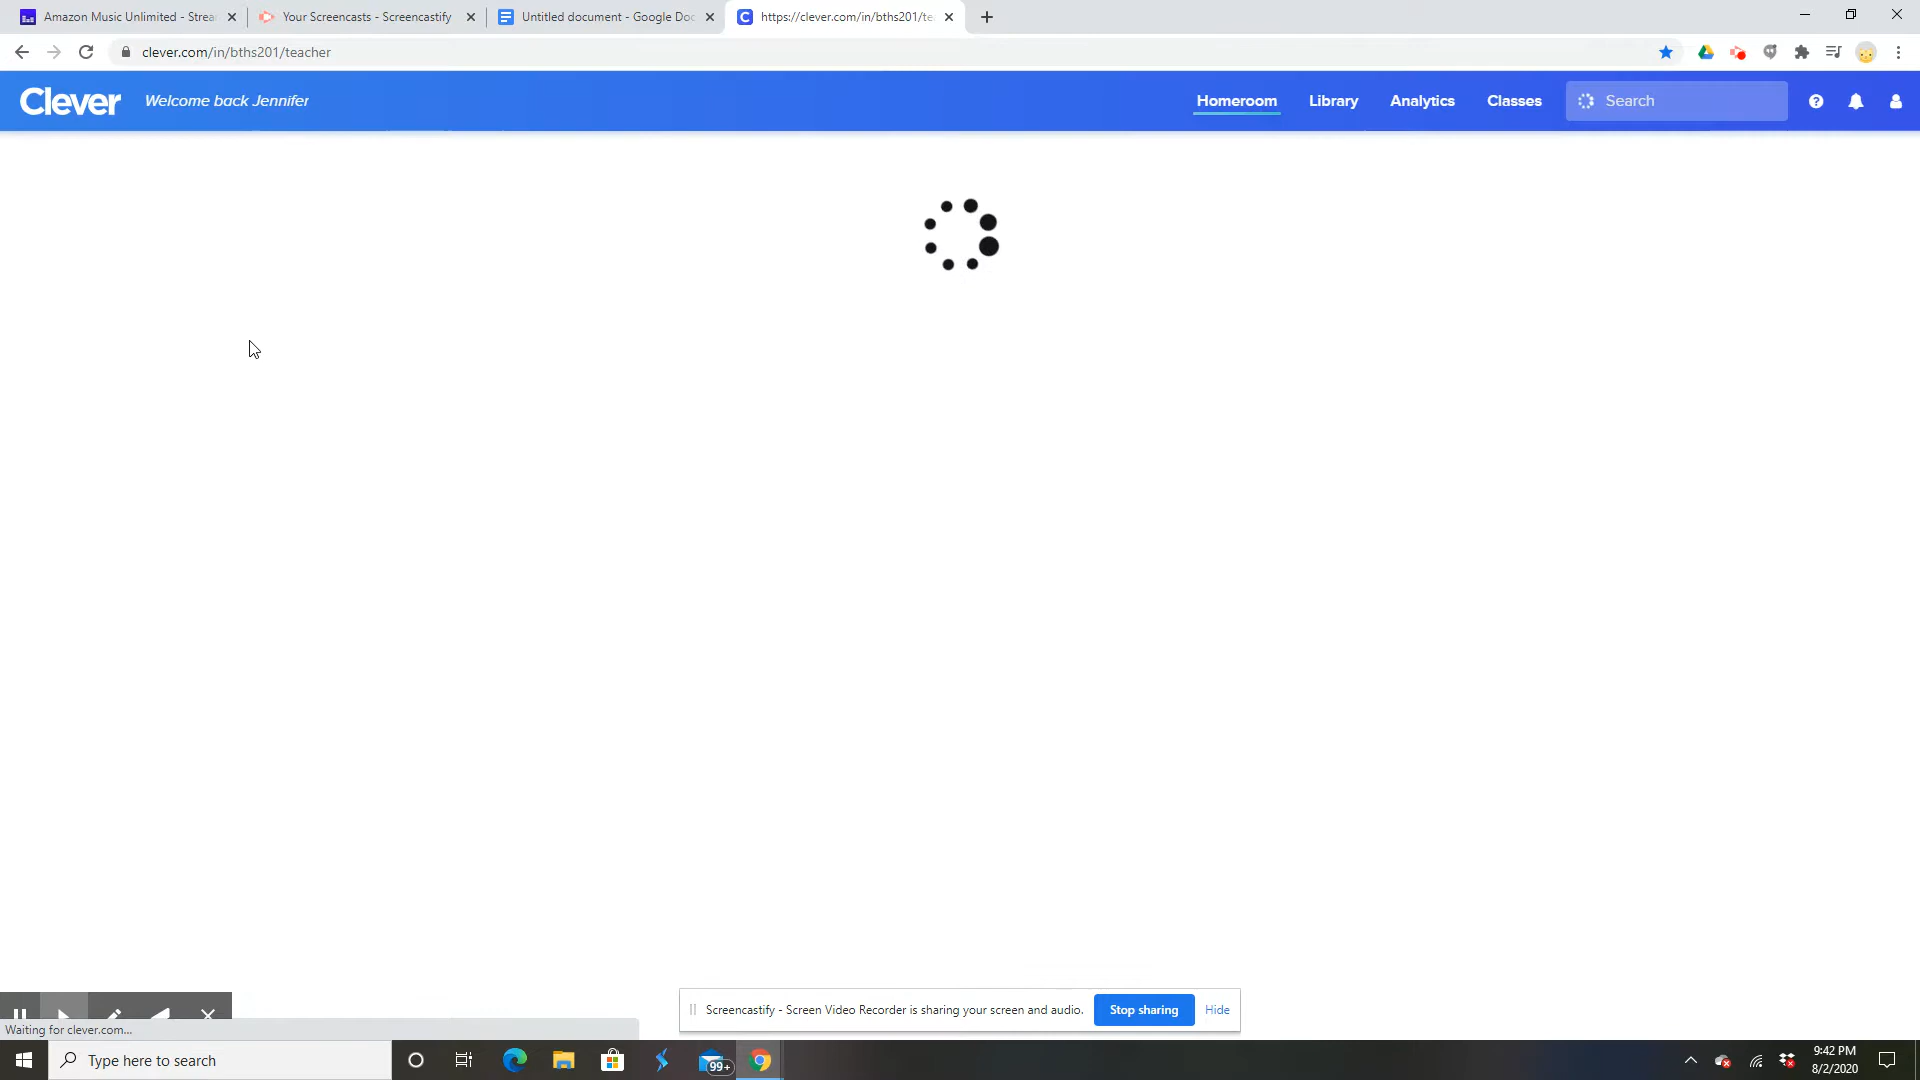 Amazon Music Unlimited - Strea
Your Screencasts - Screencastify
Untitled document - Google Doc
https://clever.com/in/bths201/te
clever.com/in/bths201/teacher
Clever
Welcome back Jennifer
Homeroom
Library
Analytics
Classes
Search
Screencastify - Screen Video Recorder is sharing your screen and audio.
Stop sharing
Hide
Waiting for clever.com...
Type here to search
99+
9:42 PM
8/2/2020